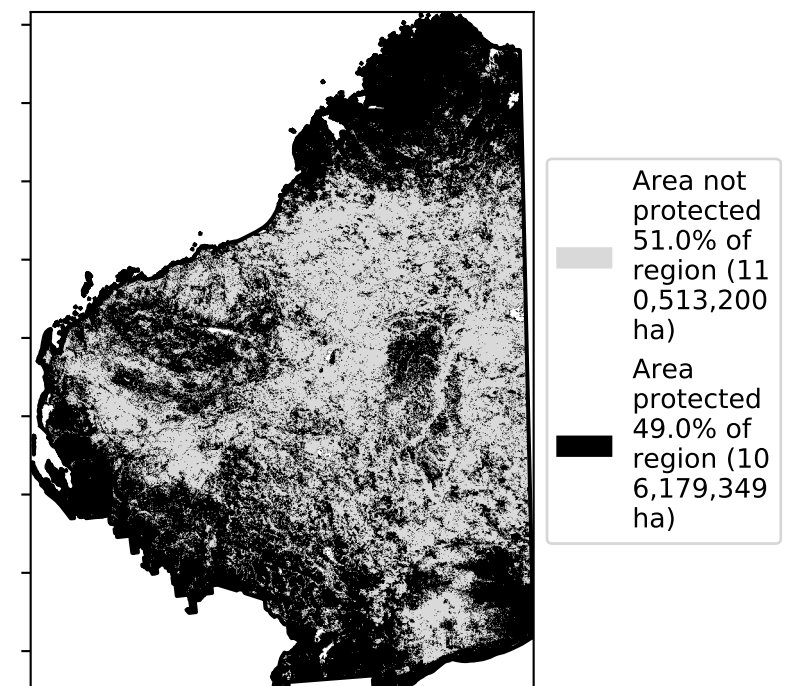 Area not
protected
51.0% of
region (11
0,513,200
ha)
Area
protected
49.0% of
region (10
6,179,349
ha)